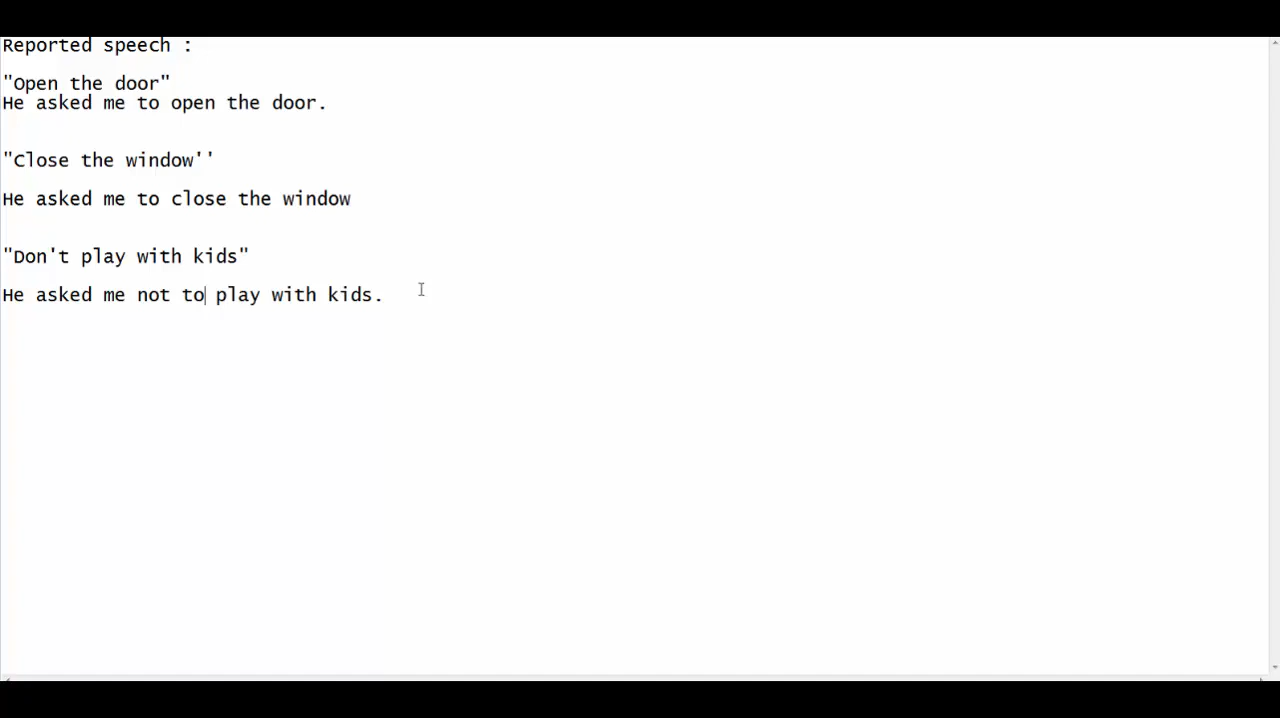 Reported speech :
"Open the door"
He asked me to open the door.
"Close the window''
He asked me to close the window
"Don't play with kids"
He asked me not to play with kids.